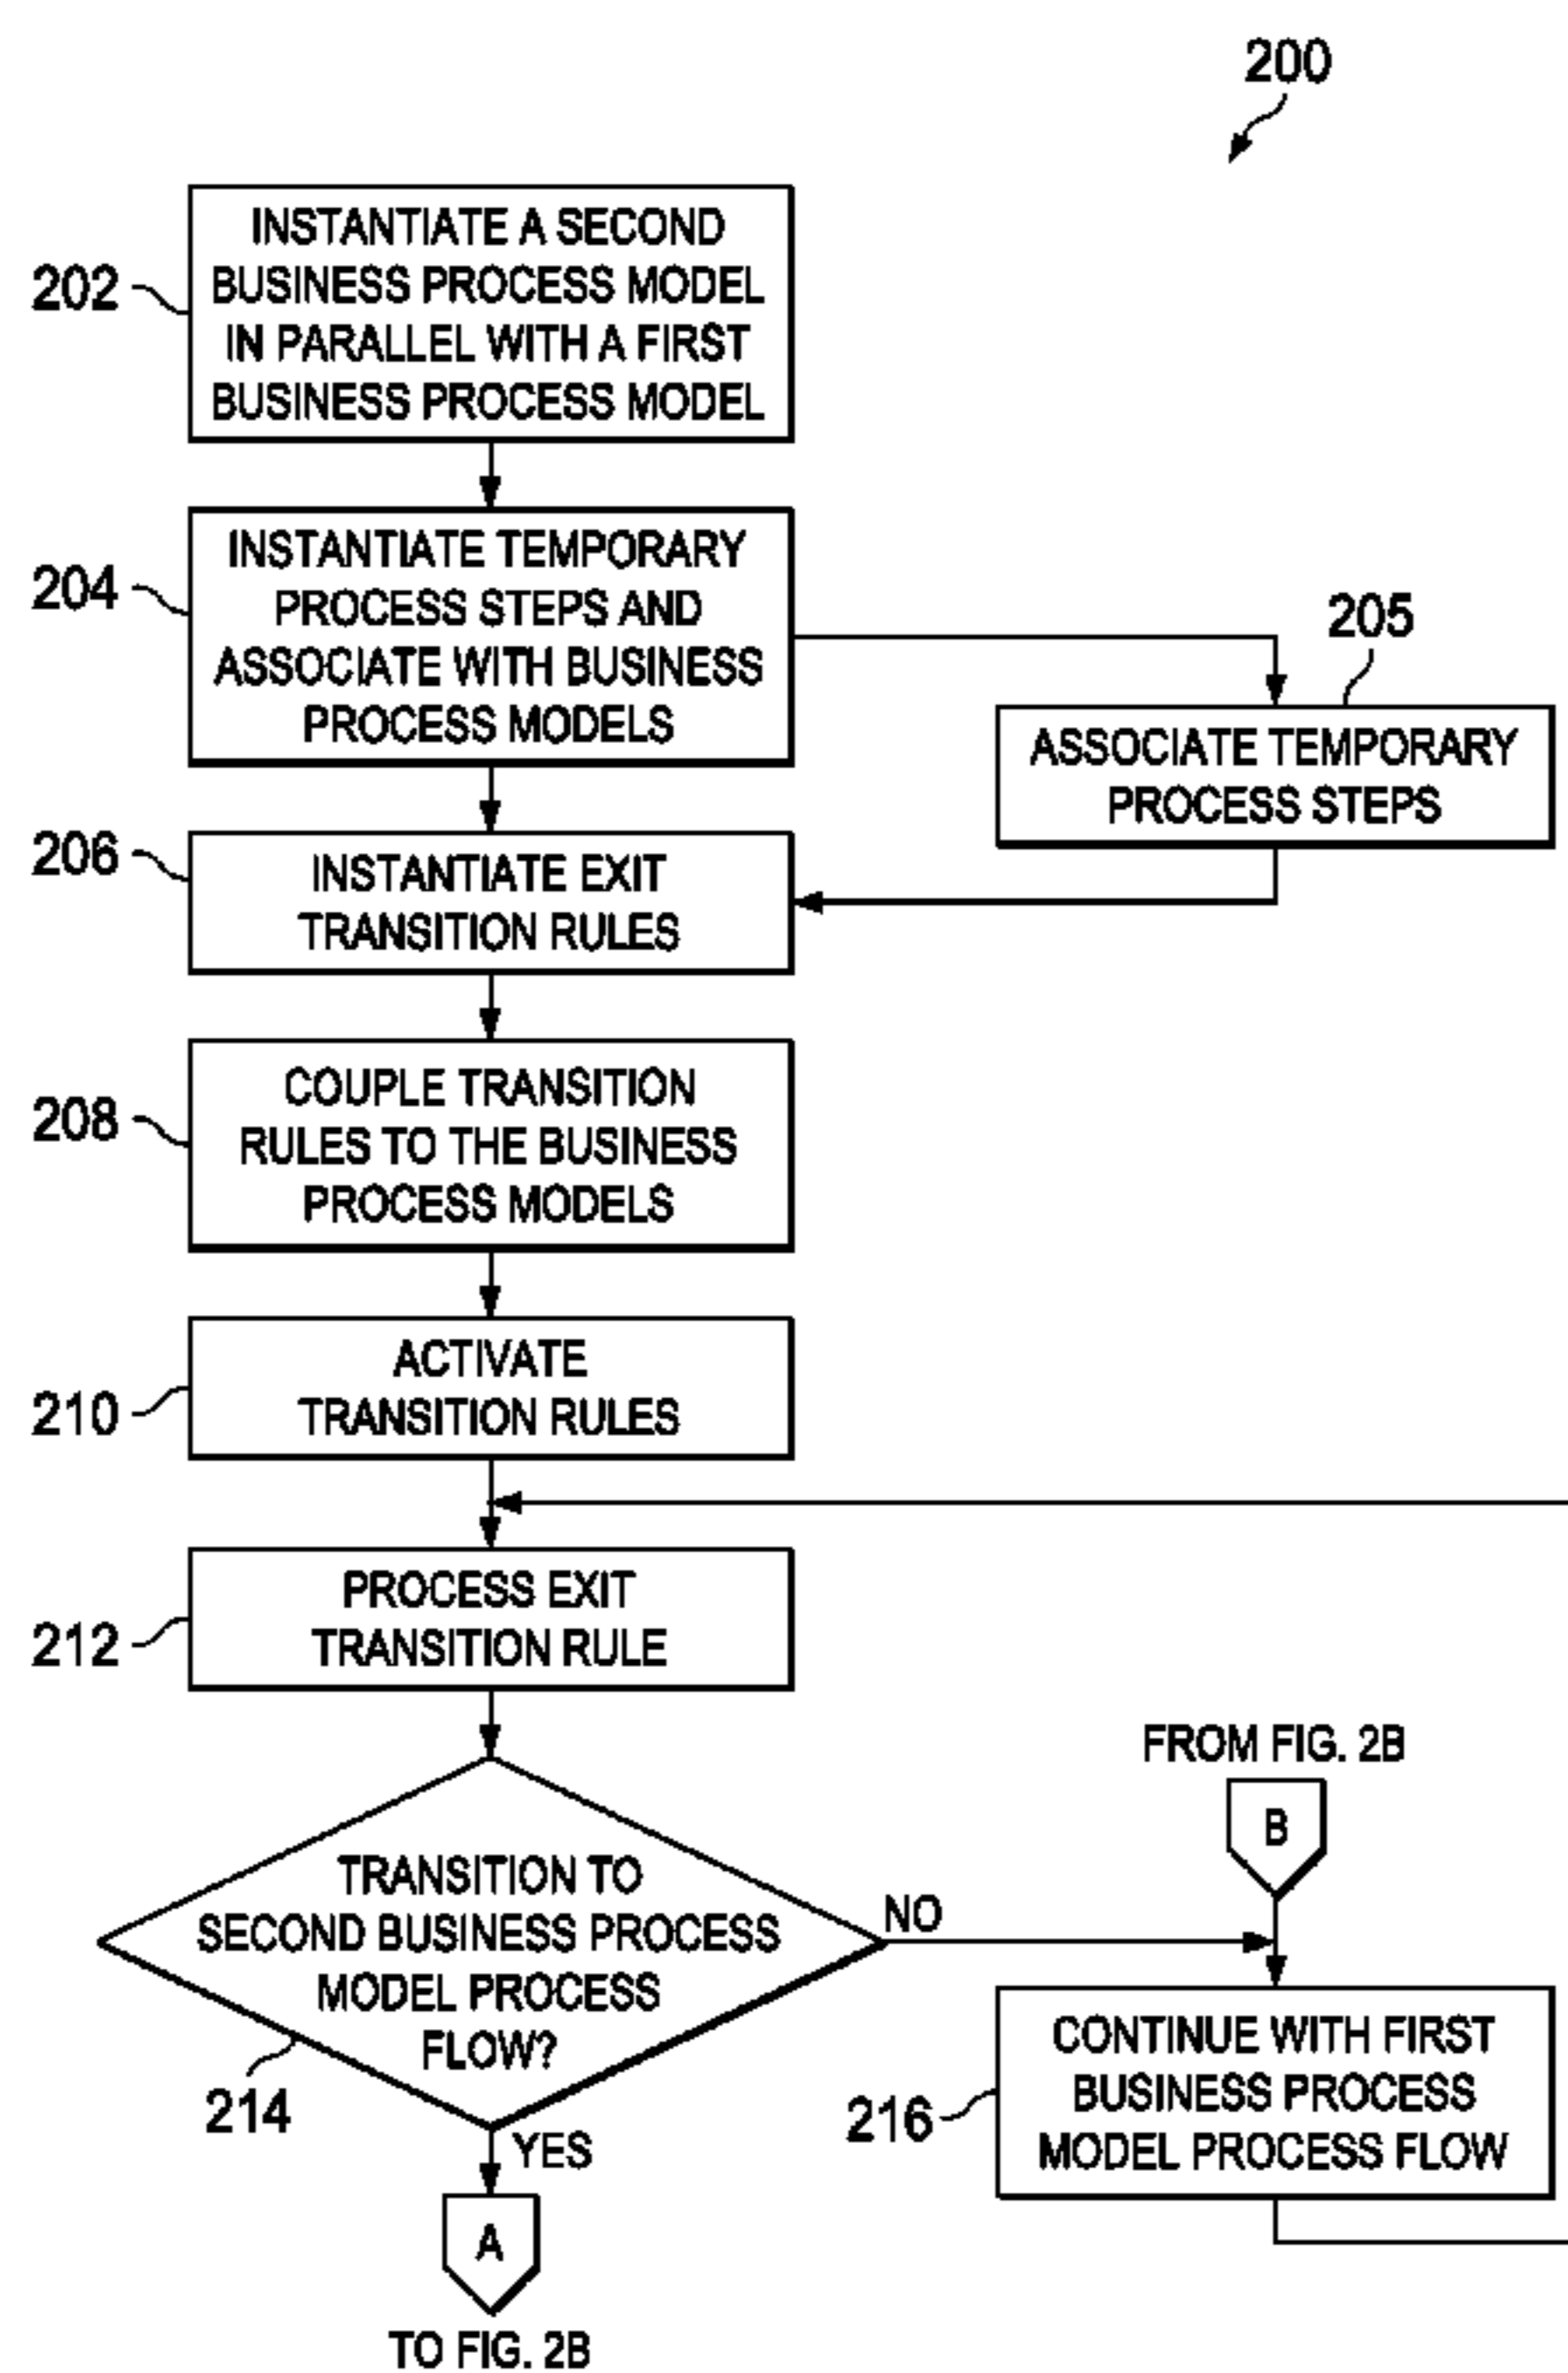 200
202
INSTANTIATE A SECOND
BUSINESS PROCESS MODEL
IN PARALLEL WITH A FIRST
BUSINESS PROCESS MODEL
204
INSTANTIATE TEMPORARY
PROCESS STEPS AND
ASSOCIATE WITH BUSINESS
PROCESS MODELS
205
ASSOCIATE TEMPORARY
PROCESS STEPS
206
INSTANTIATE EXIT
TRANSITION RULES
208
COUPLE TRANSITION
RULES TO THE BUSINESS
PROCESS MODELS
210
ACTIVATE
TRANSITION RULES
212
PROCESS EXIT
TRANSITION RULE
214
TRANSITION TO
SECOND BUSINESS PROCESS
MODEL PROCESS
FLOW?
NO
YES
FROM FIG. 2B
B
216
CONTINUE WITH FIRST
BUSINESS PROCESS
MODEL PROCESS FLOW
A
TO FIG. 2B